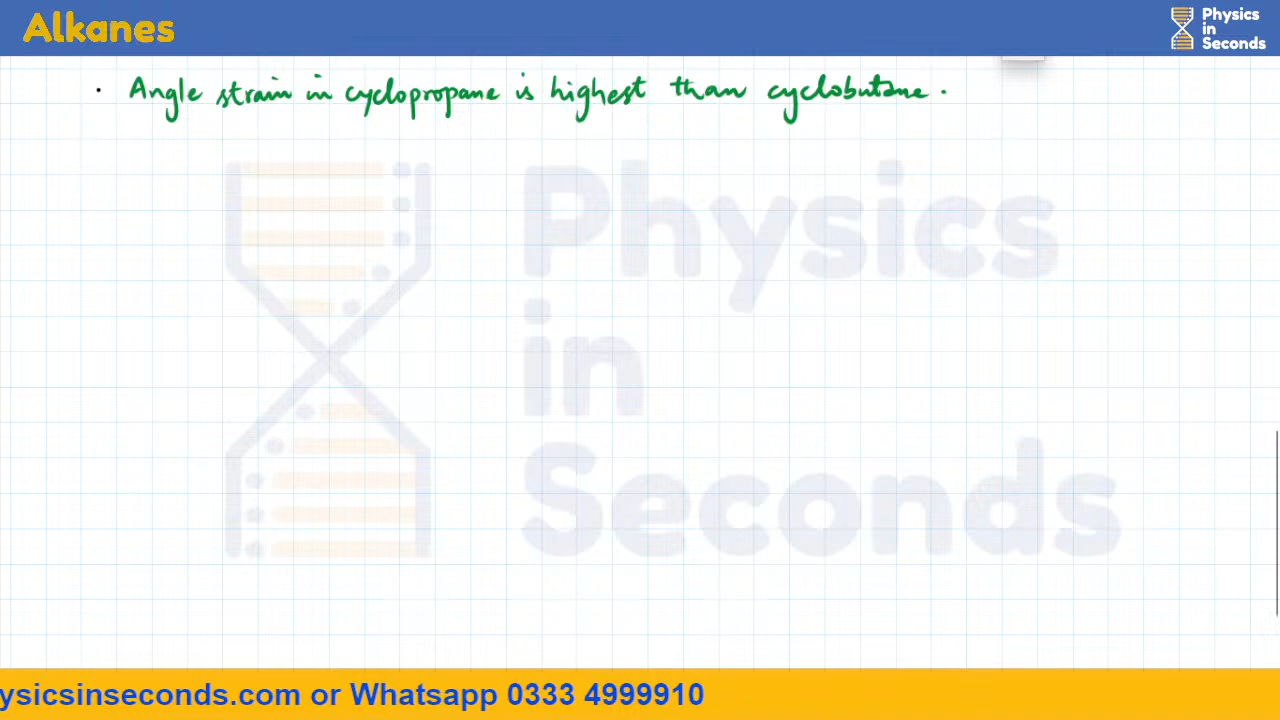 Alkanes
Physics
in
Seconds
· Angle strain in cyclopropane is highest than cyclobutane.
Physics
in
Seconds
ysicsinseconds.com or Whatsapp 0333 4999910